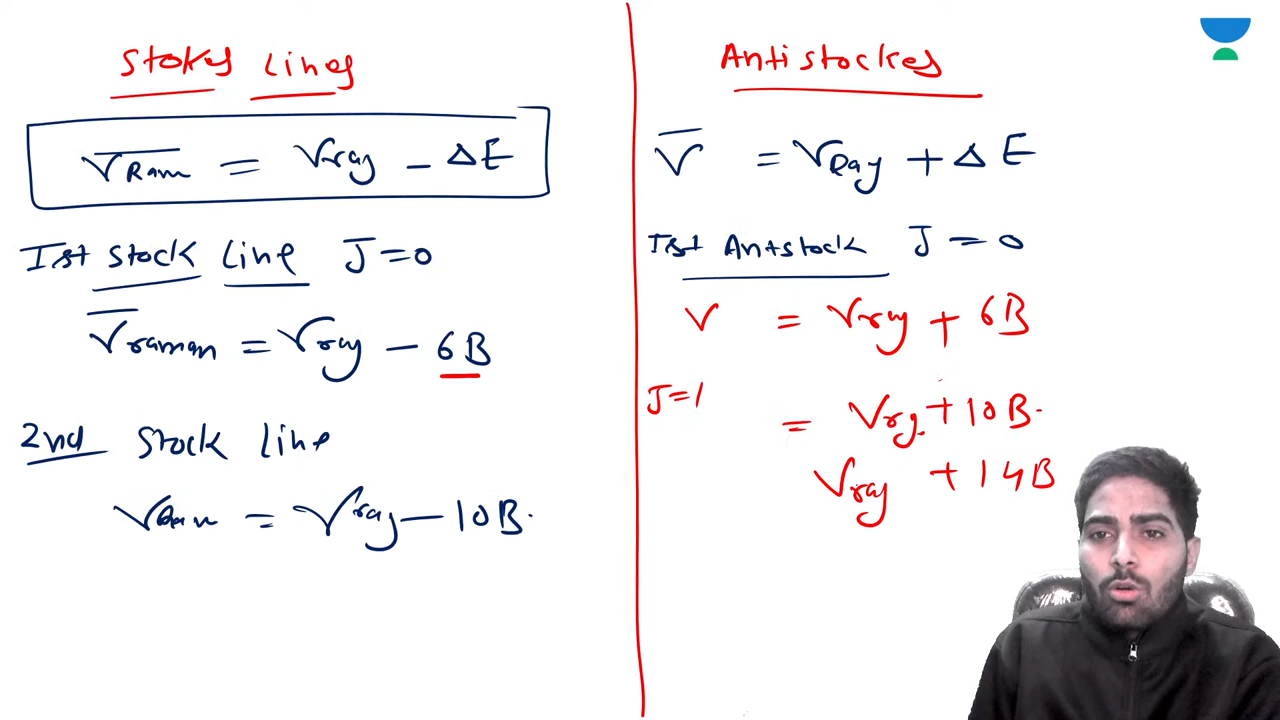 Stokes Lines
V̅Ram = Vray - ΔE
Ist Stock Line J=0
V̅raman = Vray - 6B
2nd Stock Line
VRam = Vray - 10B.
Antistockes
V̅ = VRay + ΔE
Ist Antstock J = 0
V = Vray + 6B
J=1 = Vry + 10B.
Vray + 14B